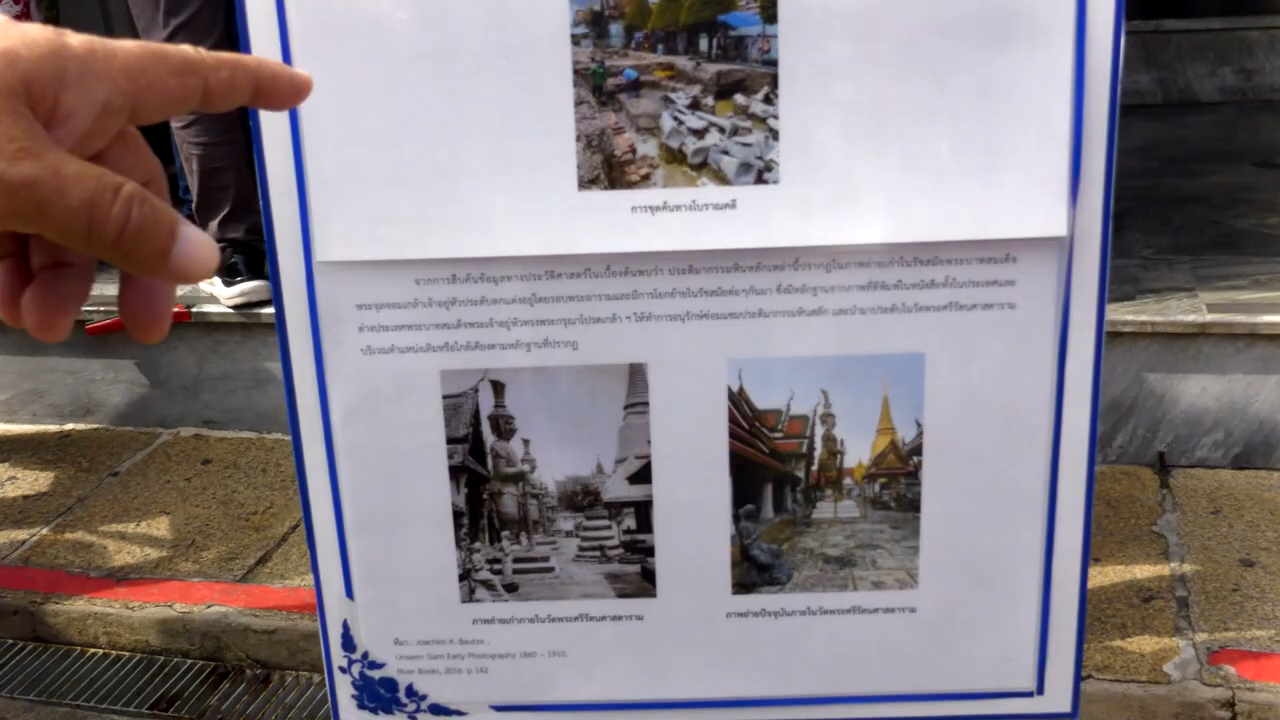 การขุดค้นทางโบราณคดี
จากการสืบค้นข้อมูลทางประวัติศาสตร์ในเบื้องต้นพบว่า ประติมากรรมหินสลักเหล่านี้ปรากฏในภาพถ่ายเก่าในรัชสมัยพระบาทสมเด็จ
พระจุลจอมเกล้าเจ้าอยู่หัวประดับตกแต่งอยู่โดยรอบพระอารามและมีการโยกย้ายในรัชสมัยต่อๆกันมา ซึ่งมีหลักฐานจากภาพที่ตีพิมพ์ในหนังสือทั้งในประเทศและ
ต่างประเทศพระบาทสมเด็จพระเจ้าอยู่หัวทรงพระกรุณาโปรดเกล้า ฯ ให้ทำการอนุรักษ์ซ่อมแซมประติมากรรมหินสลัก และนำมาประดับในวัดพระศรีรัตนศาสดาราม
บริเวณตำแหน่งเดิมหรือใกล้เคียงตามหลักฐานที่ปรากฏ
ภาพถ่ายเก่าภายในวัดพระศรีรัตนศาสดาราม
ภาพถ่ายปัจจุบันภายในวัดพระศรีรัตนศาสดาราม
ที่มา : Joachim K. Bautze ,
Unseen Siam Early Photography 1860 – 1910,
River Books, 2016. p.142